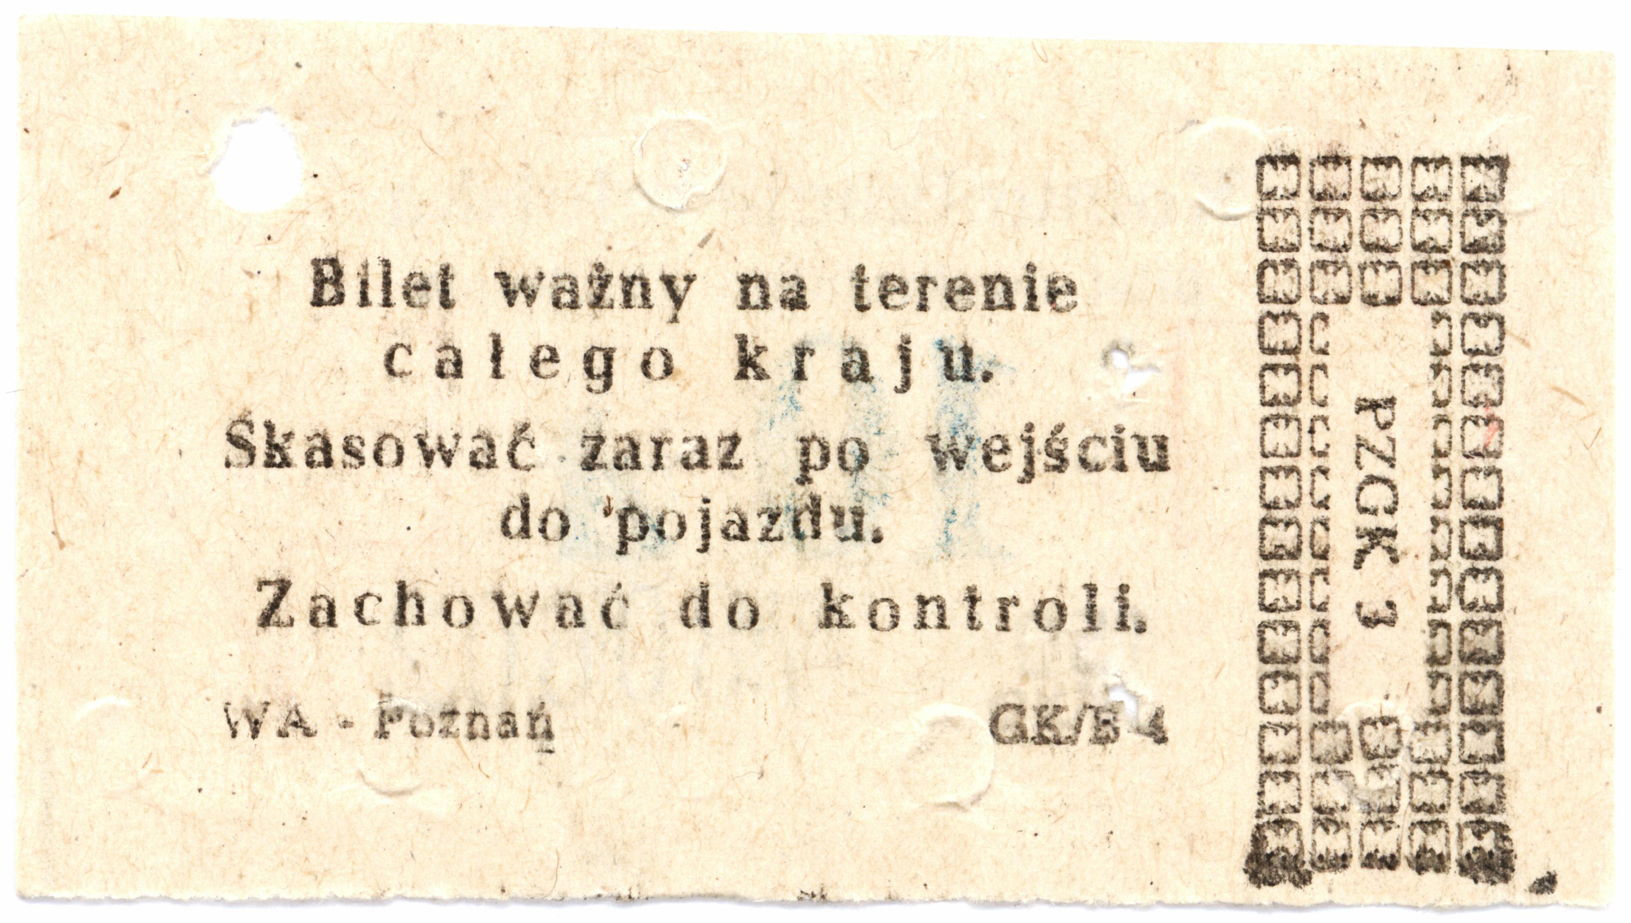 Bilet ważny na terenie
całego kraju.
Skasować zaraz po wejściu
do pojazdu.
Zachować do kontroli.
WA - Poznań
GK/E 4
PZGK 3